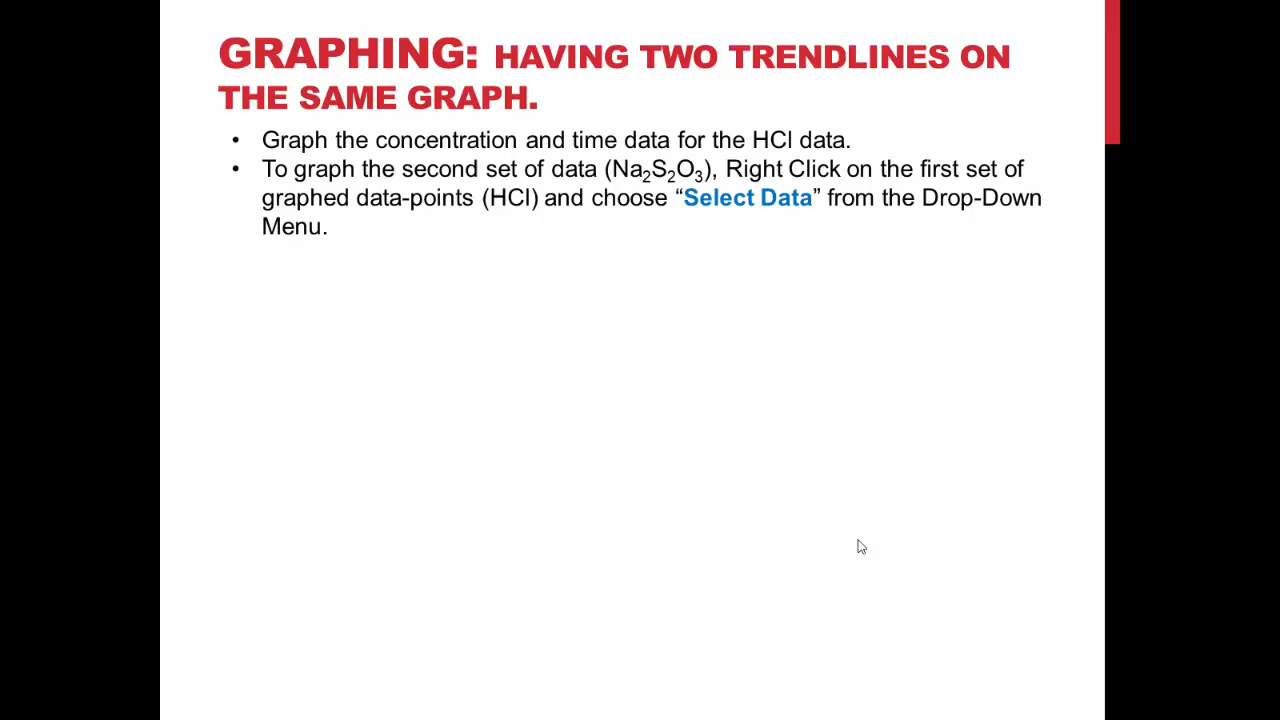 GRAPHING: HAVING TWO TRENDLINES ON
THE SAME GRAPH.
• Graph the concentration and time data for the HCl data.
• To graph the second set of data (Na₂S₂O₃), Right Click on the first set of
graphed data-points (HCl) and choose “Select Data” from the Drop-Down
Menu.